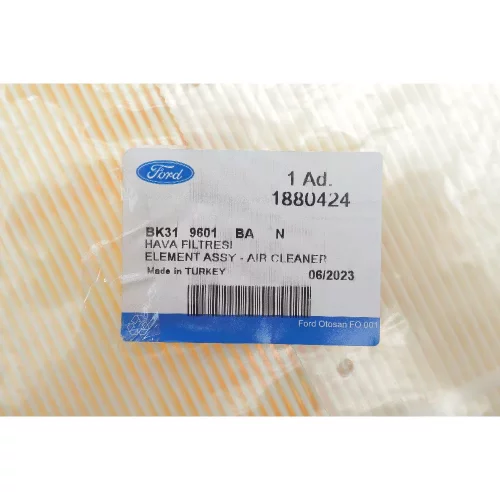 Ford
1 Ad.
1880424
BK31 9601 BA N
HAVA FILTRESI
ELEMENT ASSY - AIR CLEANER
Made in TURKEY
06/2023
Ford Otosan FO 001